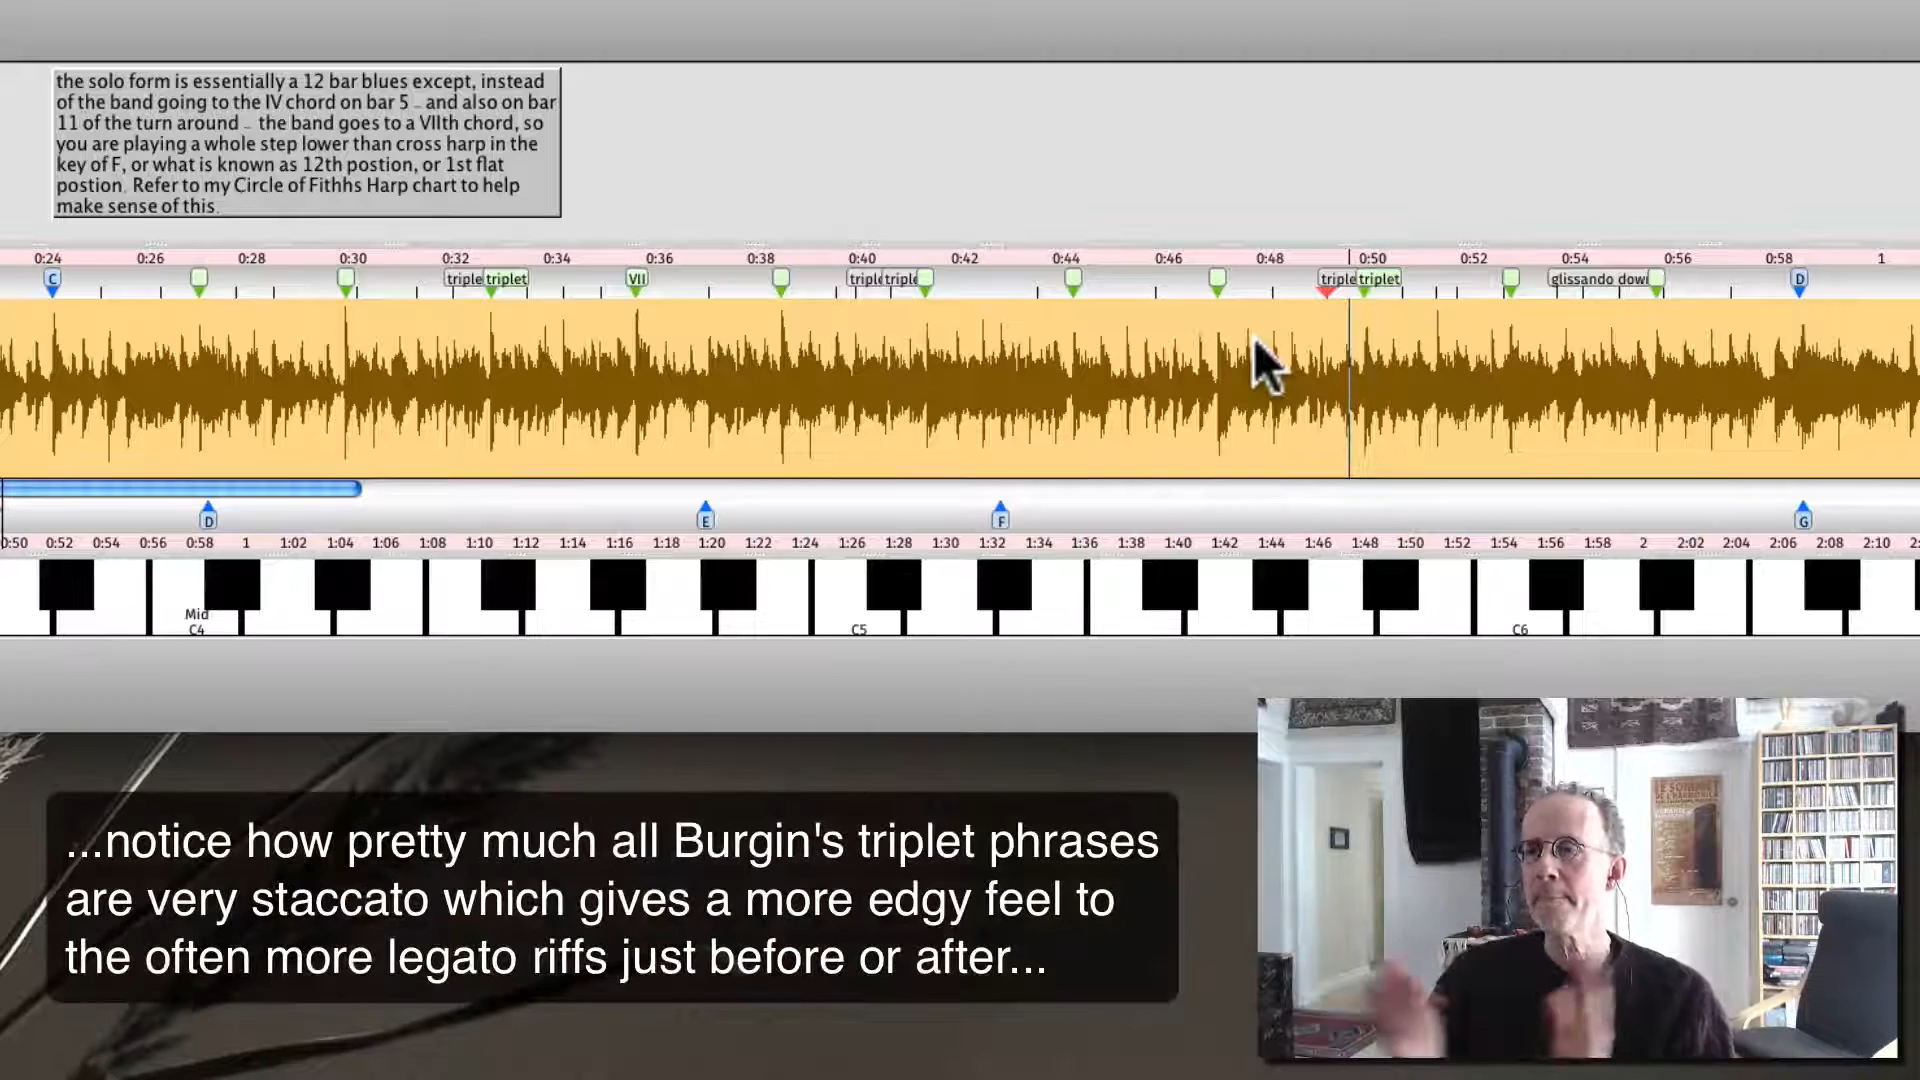 the solo form is essentially a 12 bar blues except, instead
of the band going to the IV chord on bar 5 - and also on bar
11 of the turn around - the band goes to a VIIth chord, so
you are playing a whole step lower than cross harp in the
key of F, or what is known as 12th postion, or 1st flat
postion. Refer to my Circle of Fithhs Harp chart to help
make sense of this.
0:24 0:26 0:28 0:30 0:32 0:34 0:36 0:38 0:40 0:42 0:44 0:46 0:48 0:50 0:52 0:54 0:56 0:58 1
C triple triplet VII triple triple triple triplet glissando down D
D E F G
0:50 0:52 0:54 0:56 0:58 1 1:02 1:04 1:06 1:08 1:10 1:12 1:14 1:16 1:18 1:20 1:22 1:24 1:26 1:28 1:30 1:32 1:34 1:36 1:38 1:40 1:42 1:44 1:46 1:48 1:50 1:52 1:54 1:56 1:58 2 2:02 2:04 2:06 2:08 2:10
Mid
C4 C5 C6
...notice how pretty much all Burgin's triplet phrases
are very staccato which gives a more edgy feel to
the often more legato riffs just before or after...